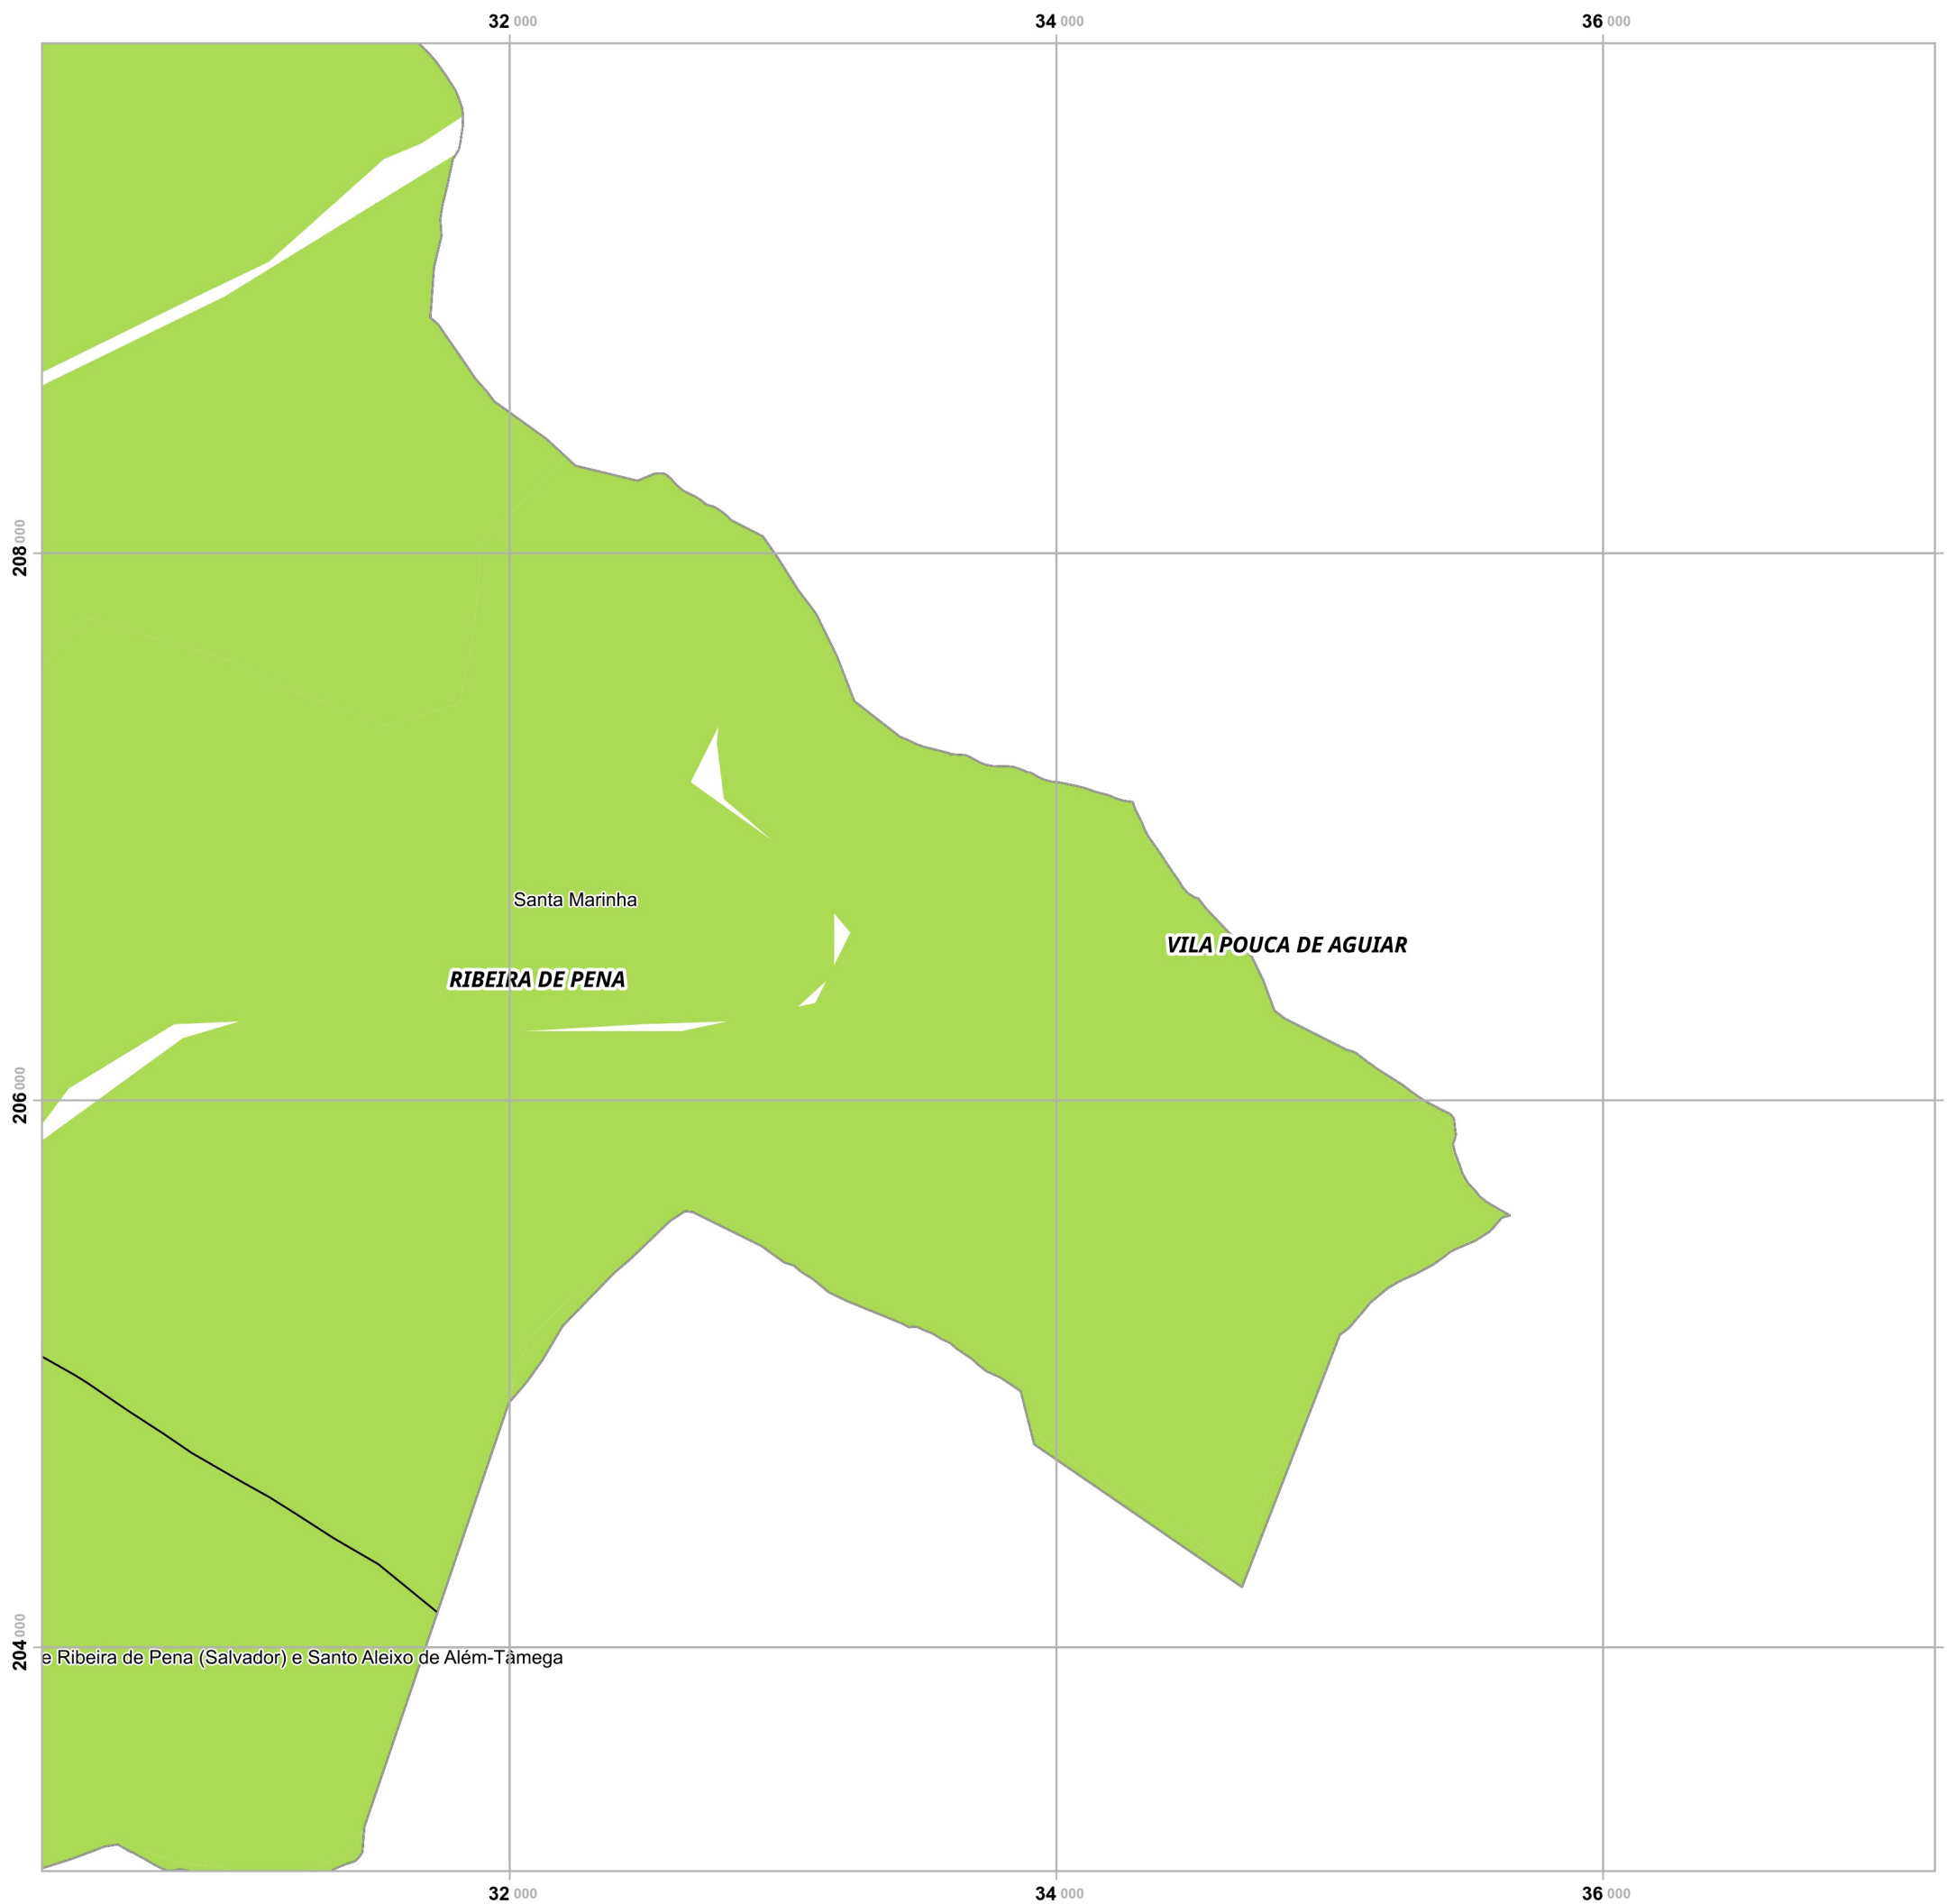 32 000 34 000 36 000
208 000
Santa Marinha
VILA POUCA DE AGUIAR
RIBEIRA DE PENA
206 000
204 000
e Ribeira de Pena (Salvador) e Santo Aleixo de Além-Tâmega
32 000 34 000 36 000